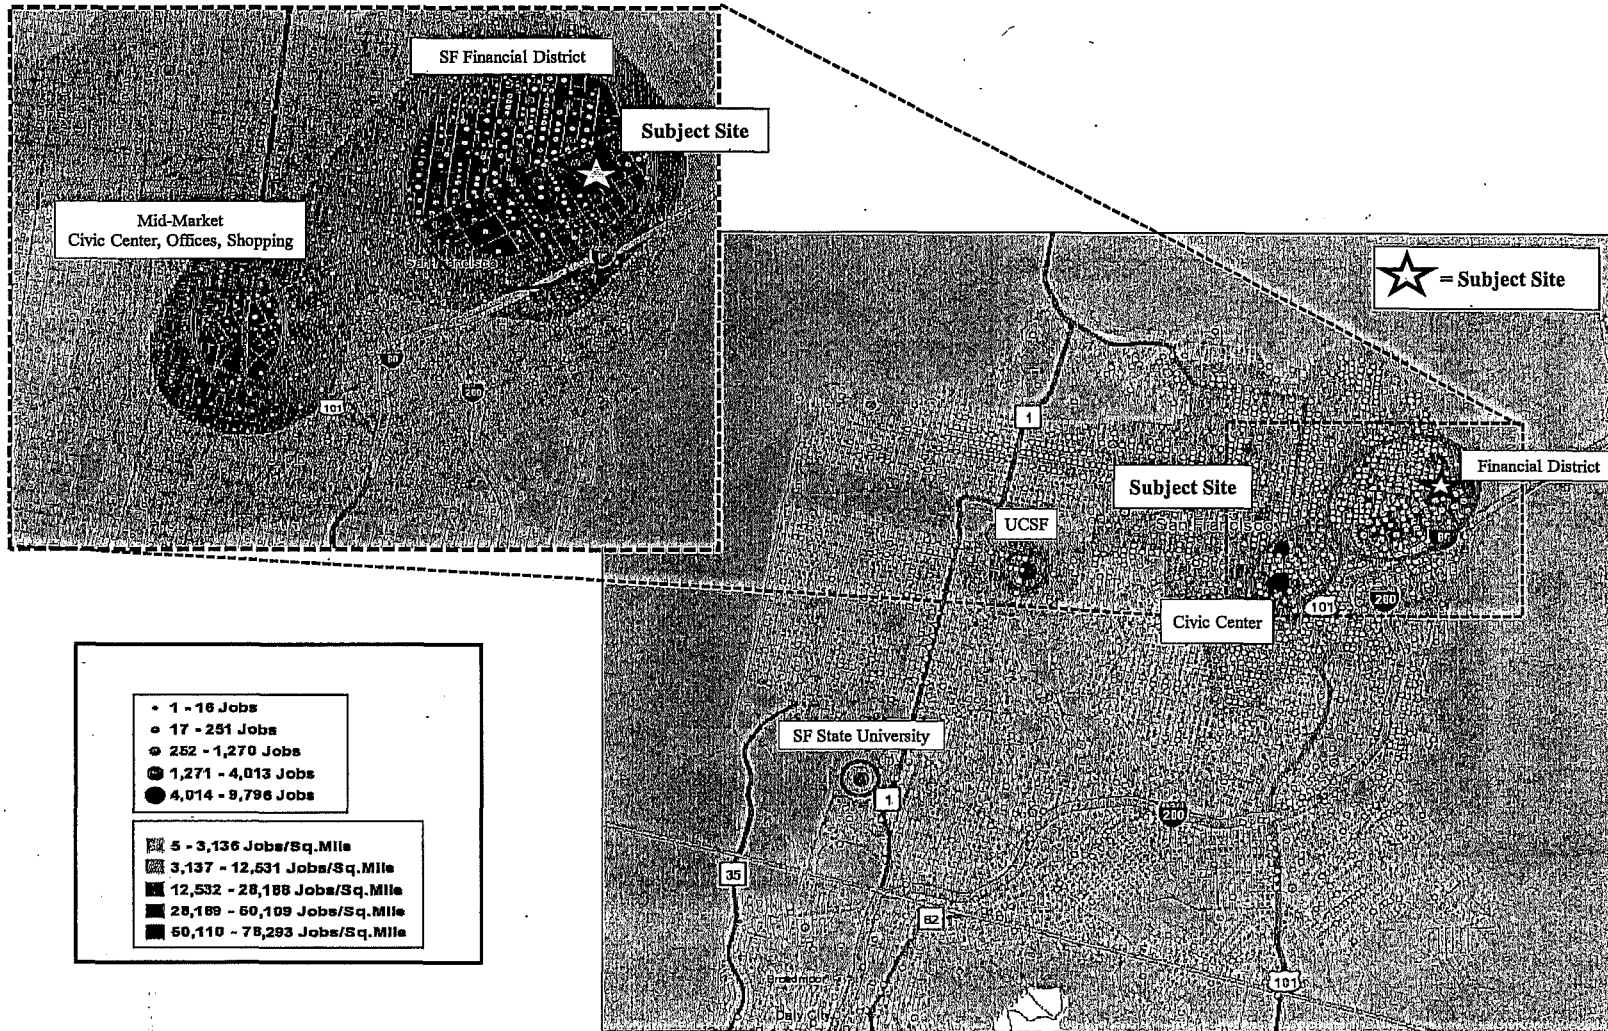 SF Financial District
Subject Site
Mid-Market
Civic Center, Offices, Shopping
San Francisco
80
280
101
= Subject Site
1
Financial District
Subject Site
San Francisco
UCSF
80
101
280
Civic Center
SF State University
1
280
35
82
101
Broadmoor
Daly City
1 - 16 Jobs
17 - 251 Jobs
252 - 1,270 Jobs
1,271 - 4,013 Jobs
4,014 - 9,796 Jobs
5 - 3,136 Jobs/Sq.Mile
3,137 - 12,531 Jobs/Sq.Mile
12,532 - 28,188 Jobs/Sq.Mile
28,189 - 50,109 Jobs/Sq.Mile
50,110 - 78,293 Jobs/Sq.Mile